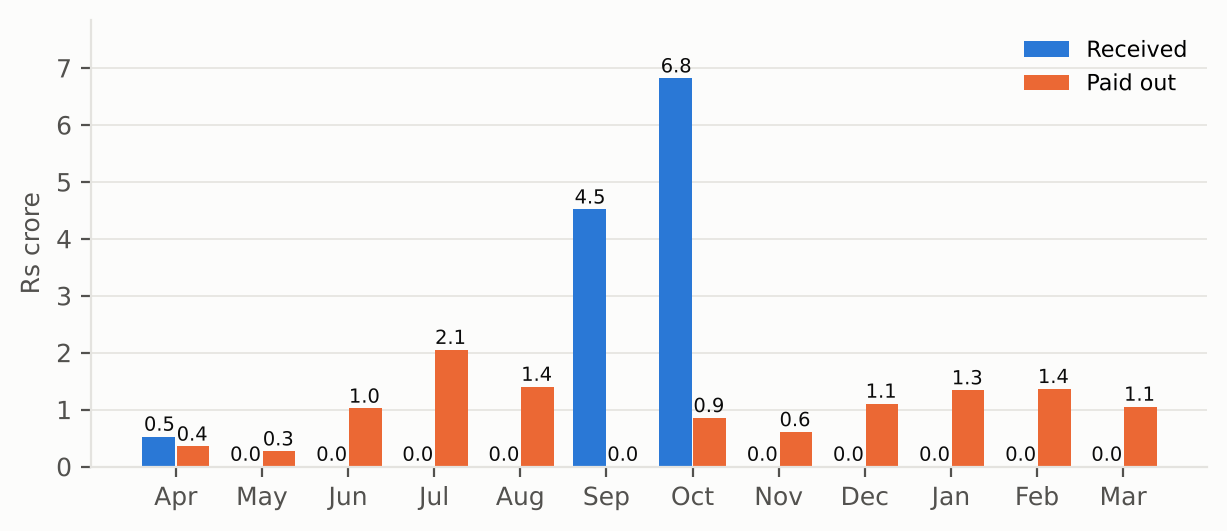 Received
Paid out
Rs crore
7
6
5
4
3
2
1
0
0.5 0.4 0.0 0.3 0.0 1.0 0.0 2.1 0.0 1.4 4.5 0.0 6.8 0.9 0.0 0.6 0.0 1.1 0.0 1.3 0.0 1.4 0.0 1.1
Apr May Jun Jul Aug Sep Oct Nov Dec Jan Feb Mar